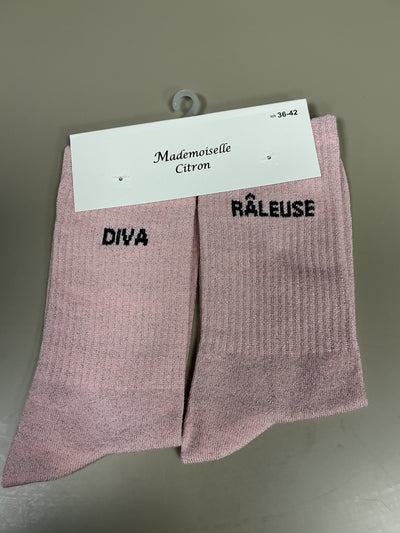 36-42
Mademoiselle
Citron
DIVA
RÂLEUSE